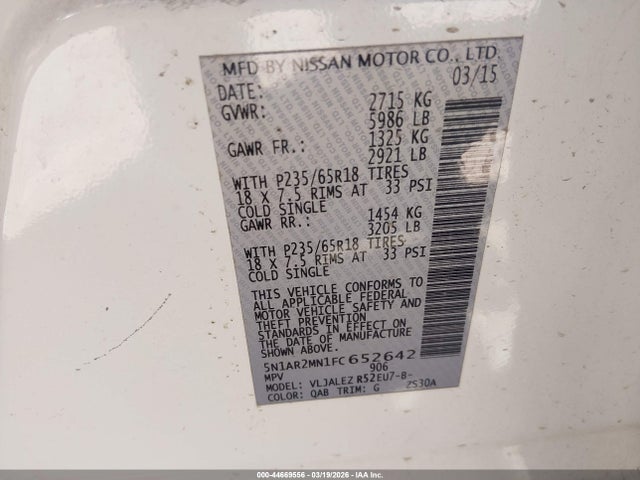 MFD BY NISSAN MOTOR CO., LTD.
DATE: 03/15
GVWR: 2715 KG
5986 LB
GAWR FR.: 1325 KG
2921 LB
WITH P235/65R18 TIRES
18 X 7.5 RIMS AT 33 PSI
COLD SINGLE
GAWR RR.: 1454 KG
3205 LB
WITH P235/65R18 TIRES
18 X 7.5 RIMS AT 33 PSI
COLD SINGLE
THIS VEHICLE CONFORMS TO
ALL APPLICABLE FEDERAL
MOTOR VEHICLE SAFETY AND
THEFT PREVENTION
STANDARDS IN EFFECT ON
THE DATE OF MANUFACTURE
SHOWN ABOVE.
5N1AR2MN1FC652642
MPV 906
MODEL: VLJALEZ R52EU7-B-
COLOR: QAB TRIM: G 2S30A
000-44669556 - 03/19/2026 - IAA Inc.